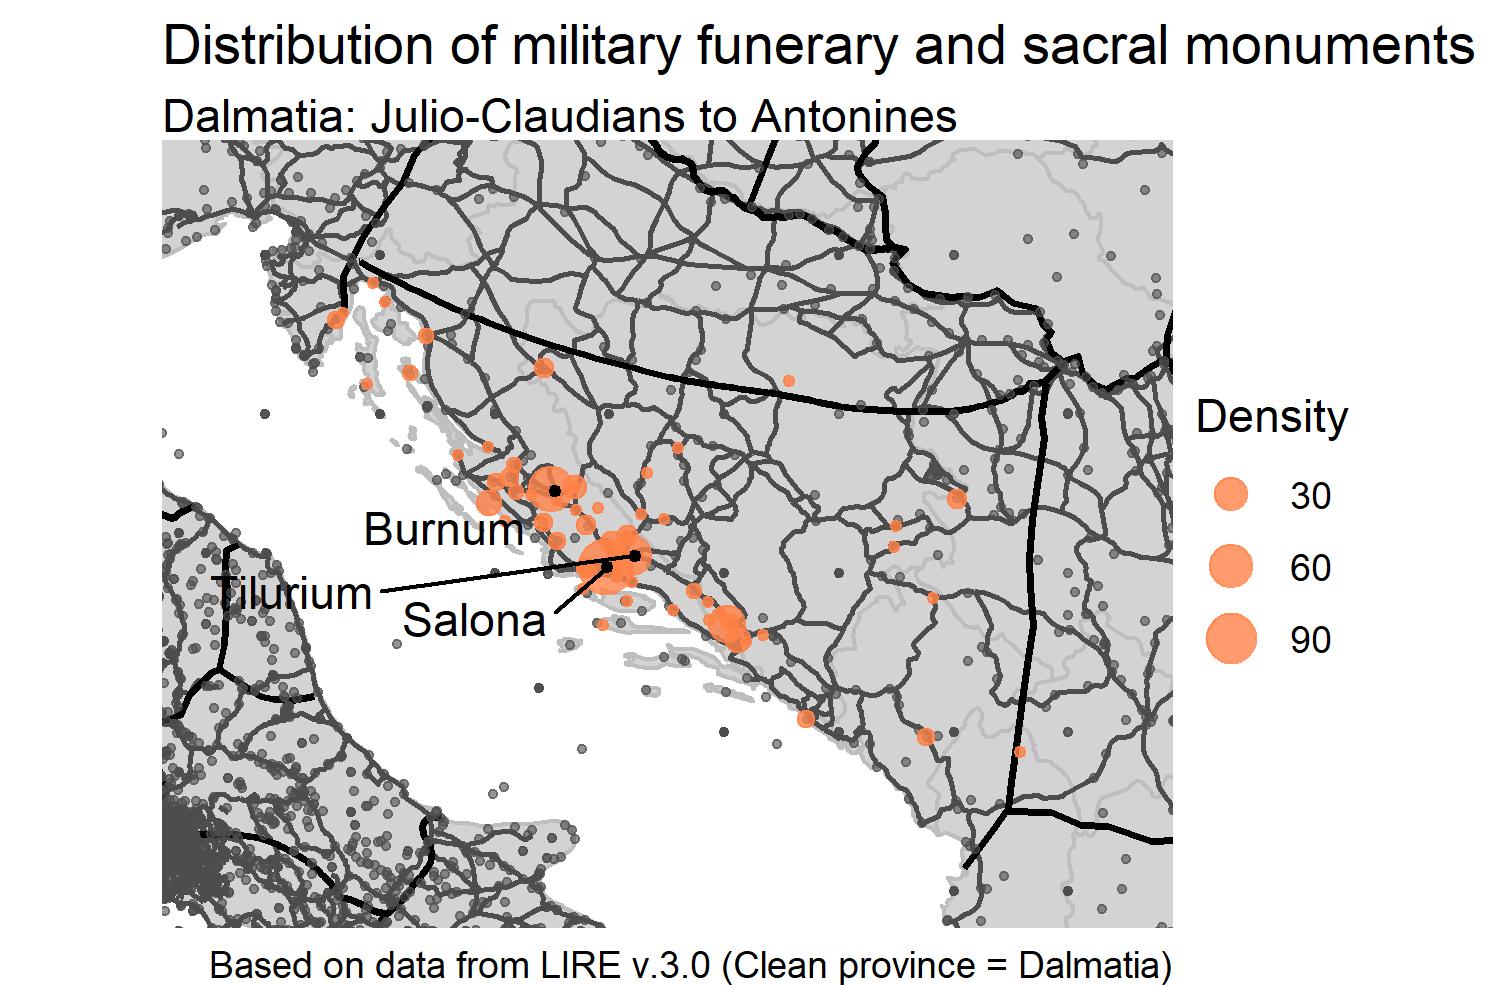 Distribution of military funerary and sacral monuments
Dalmatia: Julio-Claudians to Antonines
Density
30
60
90
Burnum
Tilurium
Salona
Based on data from LIRE v.3.0 (Clean province = Dalmatia)